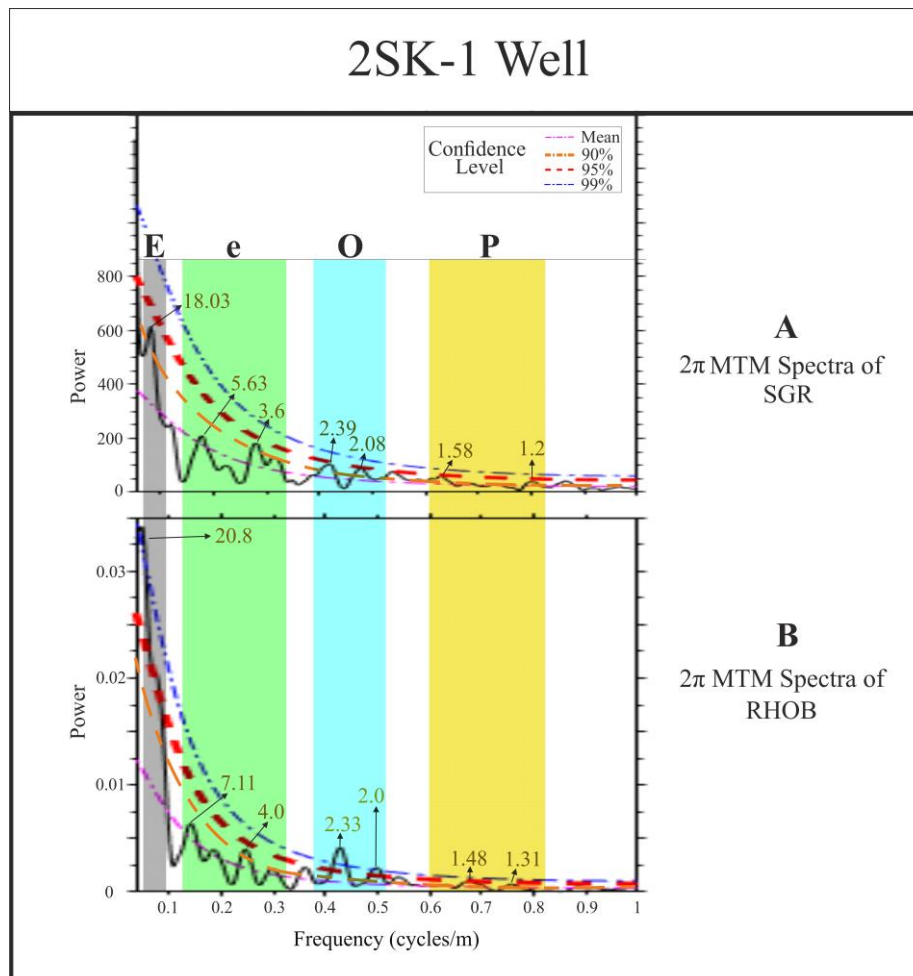 2SK-1 Well
Confidence
Level
Mean
90%
95%
99%
E e O P
800
600
400
200
0
Power
18.03
5.63
3.6
2.39
2.08
1.58
1.2
A
2π MTM Spectra of
SGR
0.03
0.02
0.01
0
Power
20.8
7.11
4.0
2.33
2.0
1.48
1.31
B
2π MTM Spectra of
RHOB
0.1 0.2 0.3 0.4 0.5 0.6 0.7 0.8 0.9 1
Frequency (cycles/m)